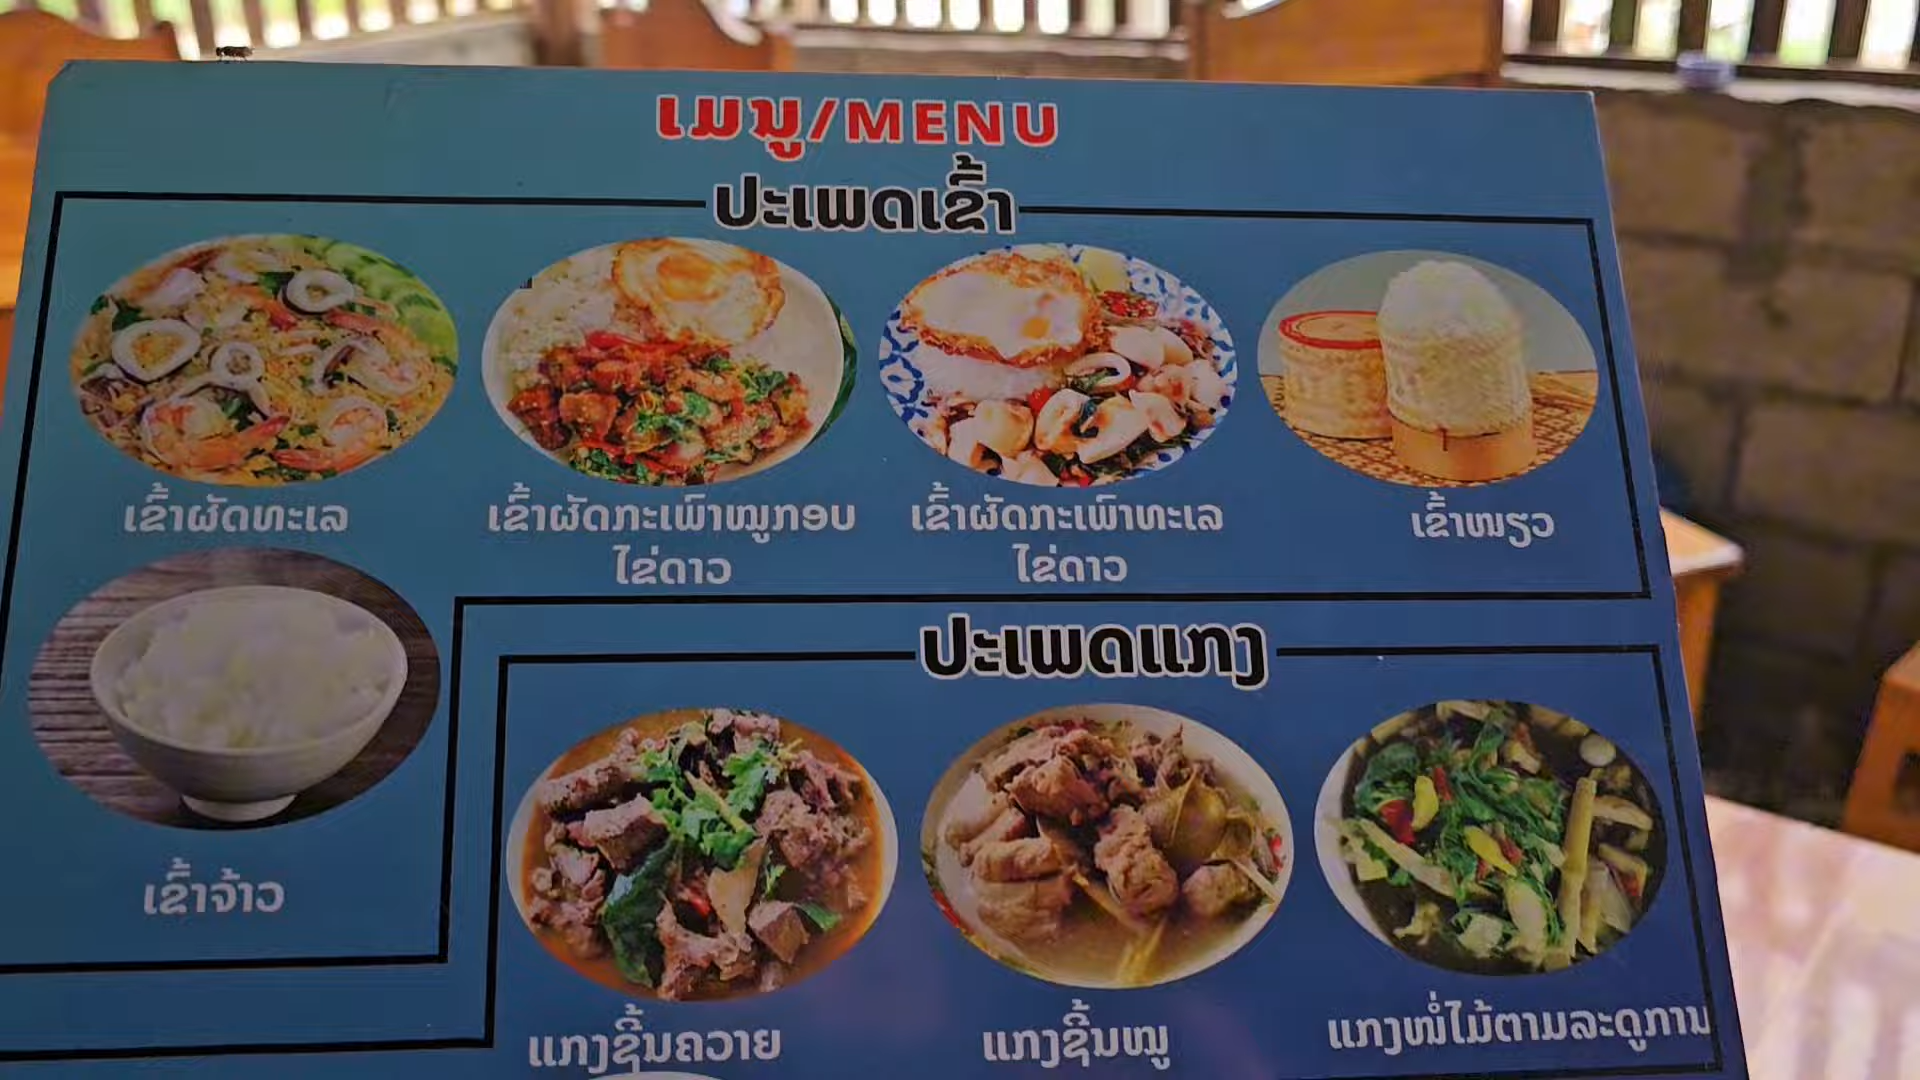 ເມນູ/MENU
ປະເພດເຂົ້າ
ເຂົ້າຜັດທະເລ
ເຂົ້າຜັດກະເພົາໝູກອບ
ໄຂ່ດາວ
ເຂົ້າຜັດກະເພົາທະເລ
ໄຂ່ດາວ
ເຂົ້າໜຽວ
ເຂົ້າຈ້າວ
ປະເພດແກງ
ແກງຊີ້ນຄວາຍ
ແກງຊີ້ນໝູ
ແກງໜໍ່ໄມ້ຕາມລະດູການ